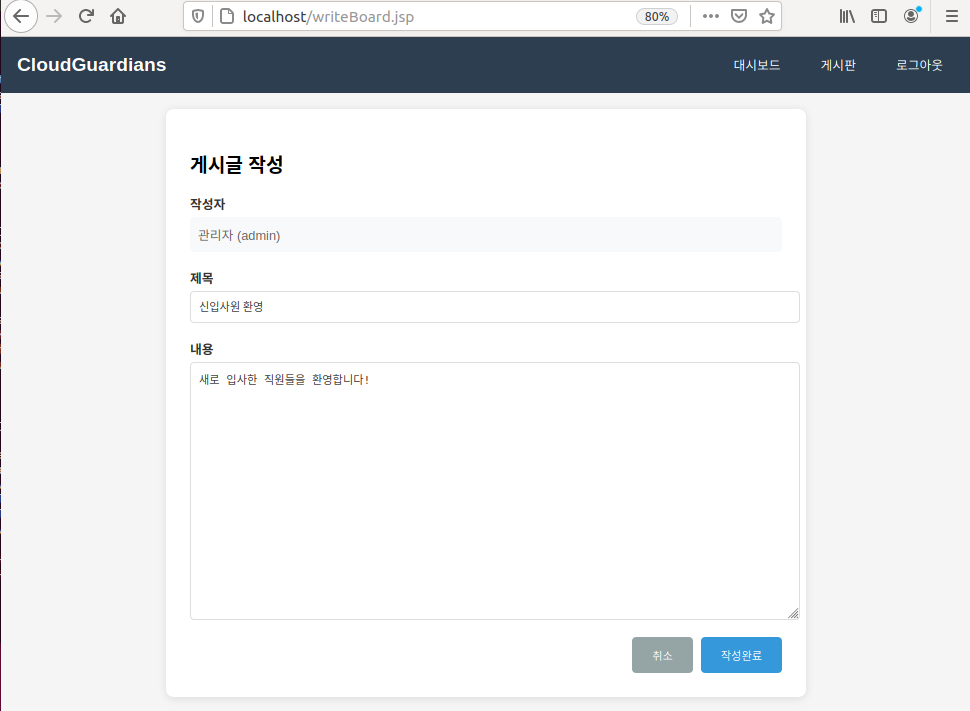 localhost/writeBoard.jsp
80%
CloudGuardians
대시보드
게시판
로그아웃
게시글 작성
작성자
관리자 (admin)
제목
신입사원 환영
내용
새로 입사한 직원들을 환영합니다!
취소
작성완료